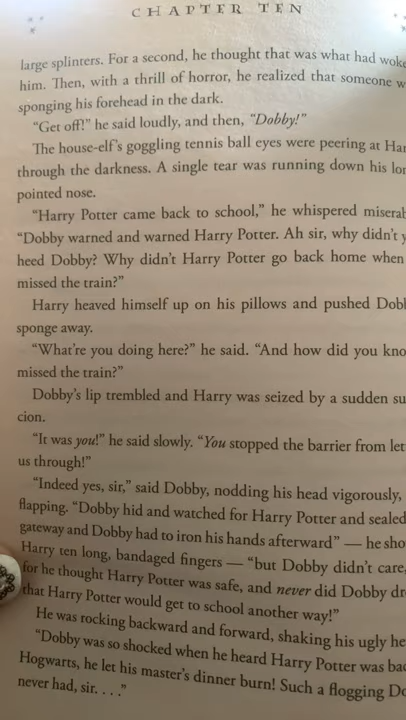 CHAPTER TEN
large splinters. For a second, he thought that was what had woke
him. Then, with a thrill of horror, he realized that someone w
sponging his forehead in the dark.
“Get off!” he said loudly, and then, “Dobby!”
The house-elf’s goggling tennis ball eyes were peering at Har
through the darkness. A single tear was running down his lon
pointed nose.
“Harry Potter came back to school,” he whispered miserab
“Dobby warned and warned Harry Potter. Ah sir, why didn’t y
heed Dobby? Why didn’t Harry Potter go back home when
missed the train?”
Harry heaved himself up on his pillows and pushed Dobb
sponge away.
“What’re you doing here?” he said. “And how did you kno
missed the train?”
Dobby’s lip trembled and Harry was seized by a sudden su
cion.
“It was you!” he said slowly. “You stopped the barrier from let
us through!”
“Indeed yes, sir,” said Dobby, nodding his head vigorously,
flapping. “Dobby hid and watched for Harry Potter and sealed
gateway and Dobby had to iron his hands afterward” — he sho
Harry ten long, bandaged fingers — “but Dobby didn’t care,
for he thought Harry Potter was safe, and never did Dobby dr
that Harry Potter would get to school another way!”
He was rocking backward and forward, shaking his ugly he
“Dobby was so shocked when he heard Harry Potter was bac
Hogwarts, he let his master’s dinner burn! Such a flogging Do
never had, sir. . . .”